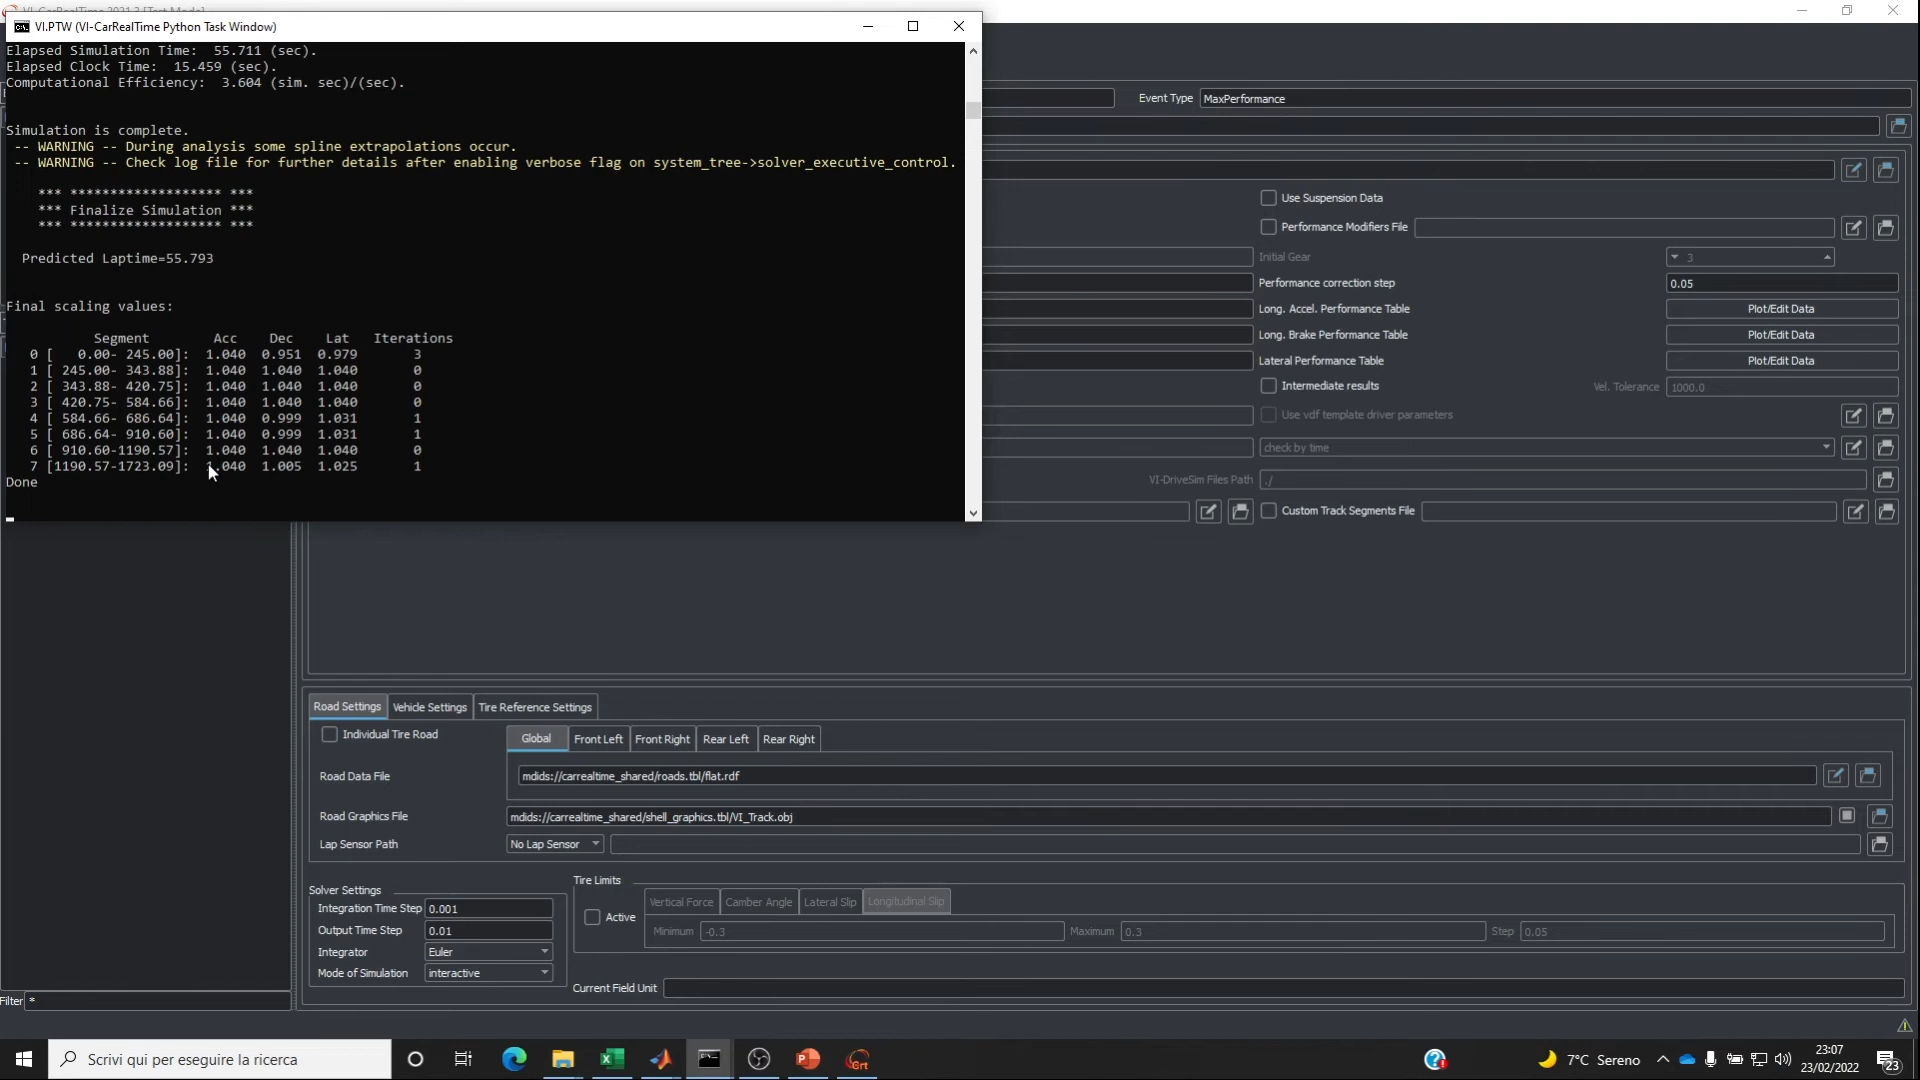 VI.PTW (VI-CarRealTime Python Task Window)
Elapsed Simulation Time:  55.711 (sec).
Elapsed Clock Time:  15.459 (sec).
Computational Efficiency:  3.604 (sim. sec)/(sec).
Simulation is complete.
-- WARNING -- During analysis some spline extrapolations occur.
-- WARNING -- Check log file for further details after enabling verbose flag on system_tree->solver_executive_control.
*** ******************* ***
*** Finalize Simulation ***
*** ******************* ***
Predicted Laptime=55.793
Final scaling values:
Segment Acc Dec Lat Iterations
0 [ 0.00- 245.00]: 1.040 0.951 0.979 3
1 [ 245.00- 343.88]: 1.040 1.040 1.040 0
2 [ 343.88- 420.75]: 1.040 1.040 1.040 0
3 [ 420.75- 584.66]: 1.040 1.040 1.040 0
4 [ 584.66- 686.64]: 1.040 0.999 1.031 1
5 [ 686.64- 910.60]: 1.040 0.999 1.031 1
6 [ 910.60-1190.57]: 1.040 1.040 1.040 0
7 [1190.57-1723.09]: 1.040 1.005 1.025 1
Done
Event Type MaxPerformance
Use Suspension Data
Performance Modifiers File
Initial Gear 3
Performance correction step 0.05
Long. Accel. Performance Table Plot/Edit Data
Long. Brake Performance Table Plot/Edit Data
Lateral Performance Table Plot/Edit Data
Intermediate results Vel. Tolerance 1000.0
Use vdf template driver parameters
check by time
VI-DriveSim Files Path ./
Custom Track Segments File
Road Settings Vehicle Settings Tire Reference Settings
Individual Tire Road Global Front Left Front Right Rear Left Rear Right
Road Data File mdids://carrealtime_shared/roads.tbl/flat.rdf
Road Graphics File mdids://carrealtime_shared/shell_graphics.tbl/VI_Track.obj
Lap Sensor Path No Lap Sensor
Solver Settings Tire Limits
Integration Time Step 0.001 Active Vertical Force Camber Angle Lateral Slip Longitudinal Slip
Output Time Step 0.01 Minimum -0.3 Maximum 0.3 Step 0.05
Integrator Euler
Mode of Simulation interactive
Current Field Unit
Filter *
Scrivi qui per eseguire la ricerca
7°C Sereno
23:07
23/02/2022
23